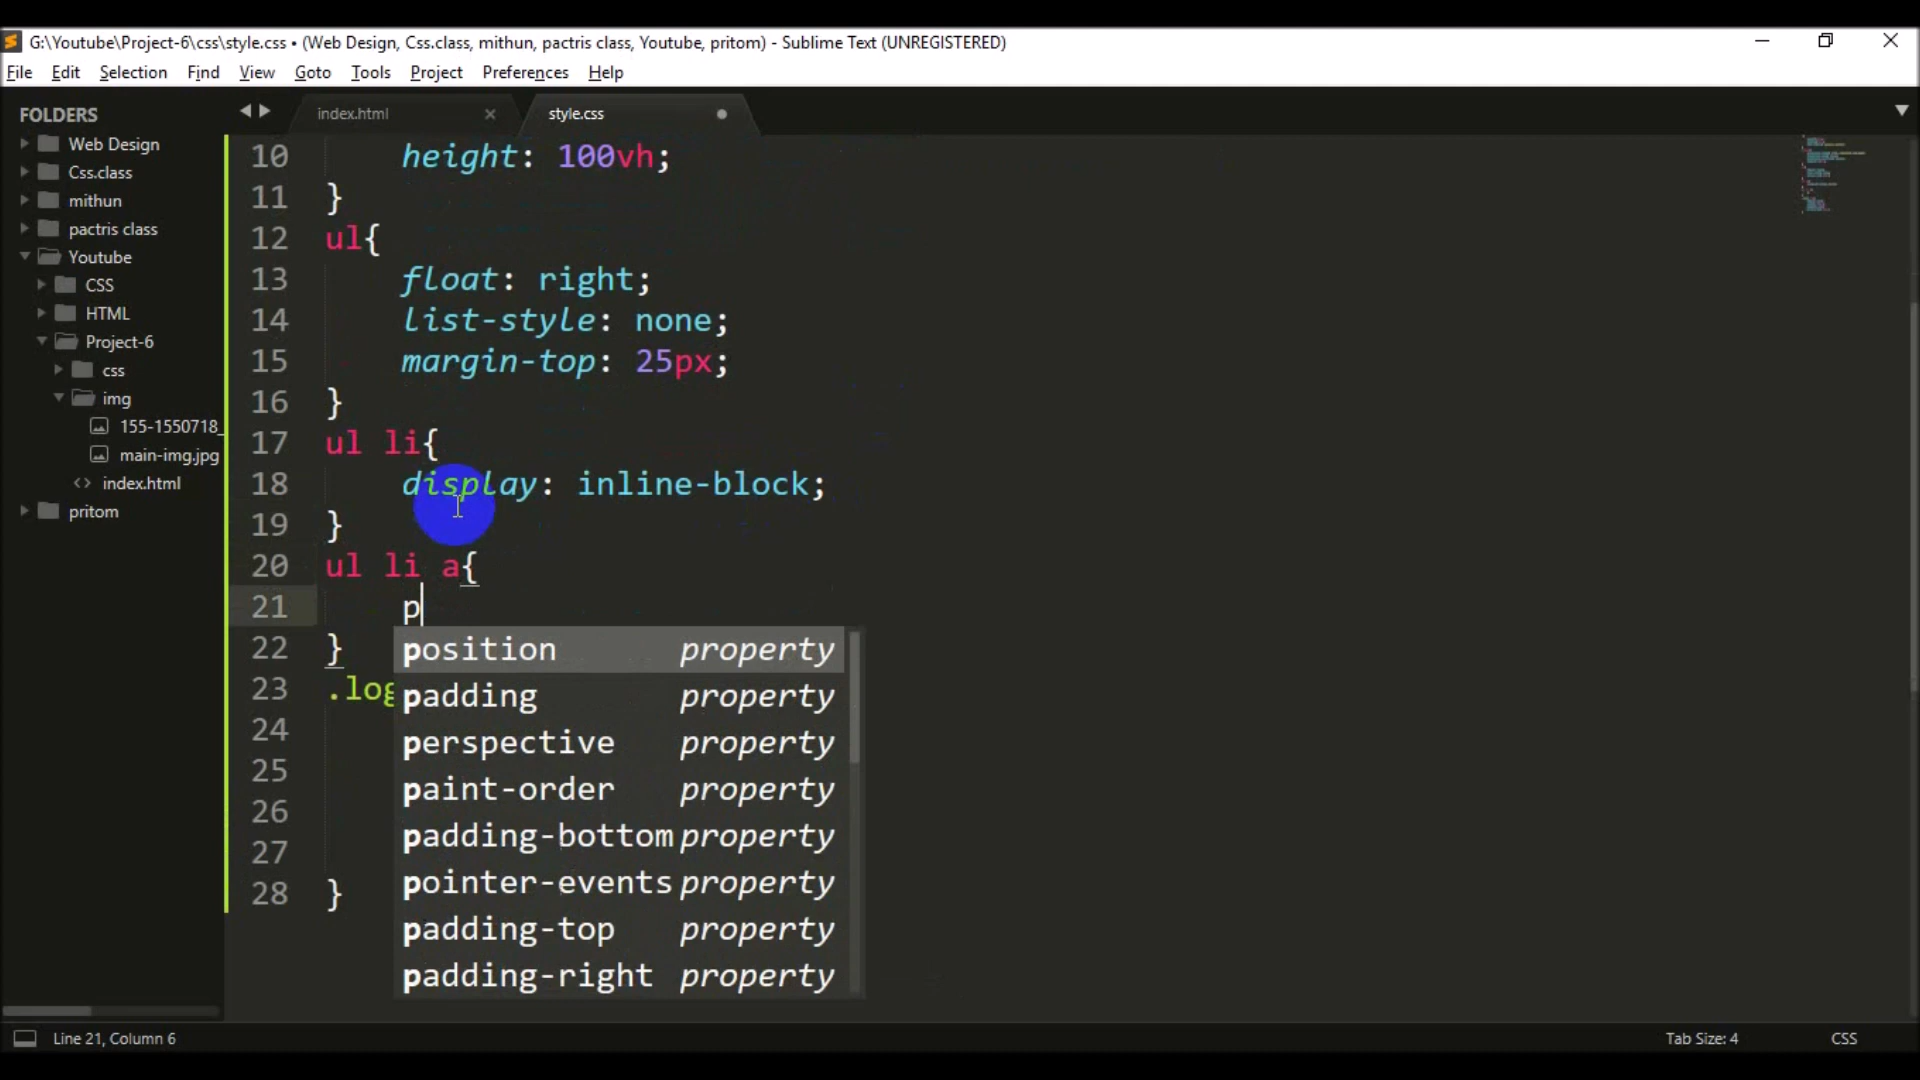 G:\Youtube\Project-6\css\style.css • (Web Design, Css.class, mithun, pactris class, Youtube, pritom) - Sublime Text (UNREGISTERED)
File Edit Selection Find View Goto Tools Project Preferences Help
FOLDERS
Web Design
Css.class
mithun
pactris class
Youtube
CSS
HTML
Project-6
css
img
155-1550718_
main-img.jpg
index.html
pritom
index.html style.css
10 height: 100vh;
11 }
12 ul{
13 float: right;
14 list-style: none;
15 margin-top: 25px;
16 }
17 ul li{
18 display: inline-block;
19 }
20 ul li a{
21 p
22 }
23 .log
24
25
26
27
28 }
position property
padding property
perspective property
paint-order property
padding-bottom property
pointer-events property
padding-top property
padding-right property
Line 21, Column 6 Tab Size: 4 CSS